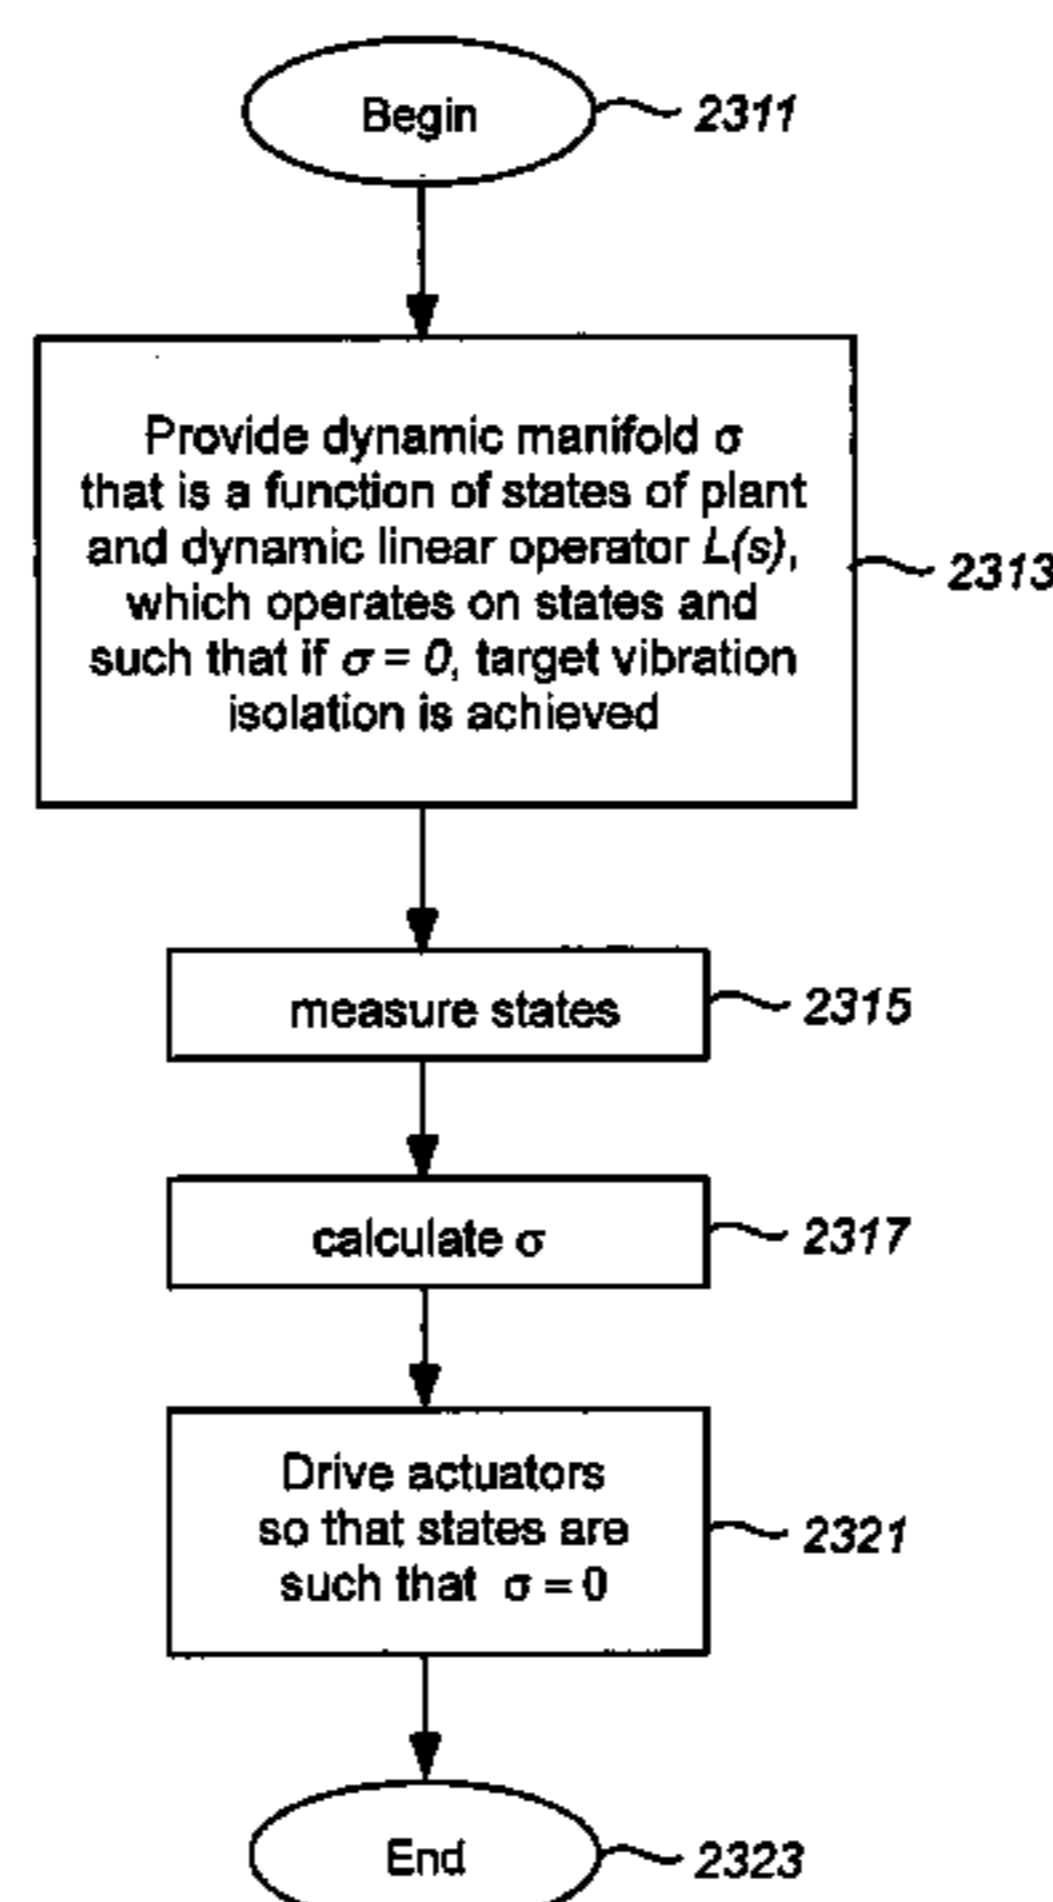 Begin
2311
Provide dynamic manifold σ
that is a function of states of plant
and dynamic linear operator L(s),
which operates on states and
such that if σ = 0, target vibration
isolation is achieved
2313
measure states
2315
calculate σ
2317
Drive actuators
so that states are
such that σ = 0
2321
End
2323